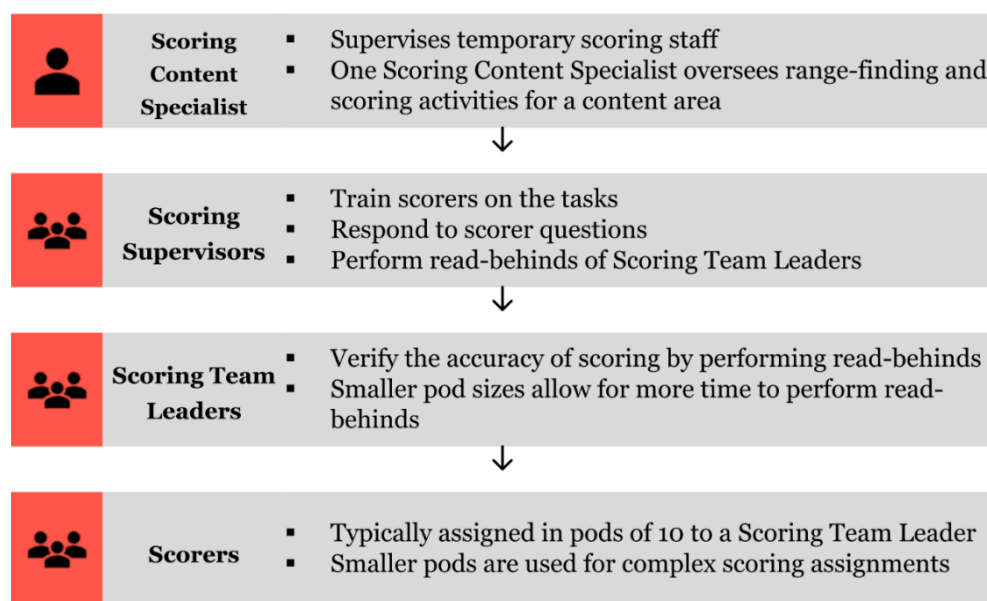 Scoring
Content
Specialist
▪ Supervises temporary scoring staff
▪ One Scoring Content Specialist oversees range-finding and
scoring activities for a content area
Scoring
Supervisors
▪ Train scorers on the tasks
▪ Respond to scorer questions
▪ Perform read-behinds of Scoring Team Leaders
Scoring Team
Leaders
▪ Verify the accuracy of scoring by performing read-behinds
▪ Smaller pod sizes allow for more time to perform read-
behinds
Scorers
▪ Typically assigned in pods of 10 to a Scoring Team Leader
▪ Smaller pods are used for complex scoring assignments